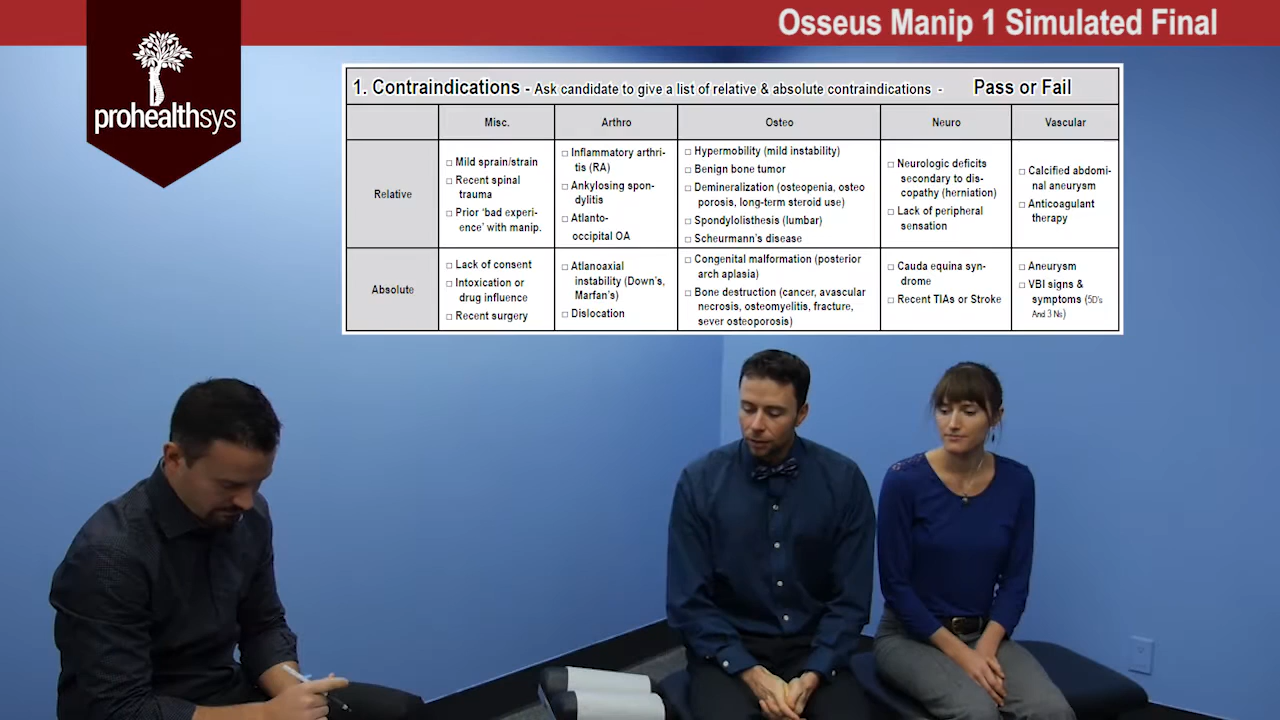 Osseus Manip 1 Simulated Final
prohealthsys
1. Contraindications - Ask candidate to give a list of relative & absolute contraindications - Pass or Fail
Misc. Arthro Osteo Neuro Vascular
Relative
□ Mild sprain/strain
□ Recent spinal
trauma
□ Prior ‘bad experi-
ence’ with manip.
□ Inflammatory arthri-
tis (RA)
□ Ankylosing spon-
dylitis
□ Atlanto-
occipital OA
□ Hypermobility (mild instability)
□ Benign bone tumor
□ Demineralization (osteopenia, osteo
porosis, long-term steroid use)
□ Spondylolisthesis (lumbar)
□ Scheurmann’s disease
□ Neurologic deficits
secondary to dis-
copathy (herniation)
□ Lack of peripheral
sensation
□ Calcified abdomi-
nal aneurysm
□ Anticoagulant
therapy
Absolute
□ Lack of consent
□ Intoxication or
drug influence
□ Recent surgery
□ Atlanoaxial
instability (Down’s,
Marfan’s)
□ Dislocation
□ Congenital malformation (posterior
arch aplasia)
□ Bone destruction (cancer, avascular
necrosis, osteomyelitis, fracture,
sever osteoporosis)
□ Cauda equina syn-
drome
□ Recent TIAs or Stroke
□ Aneurysm
□ VBI signs &
symptoms (5D’s
And 3 Ns)